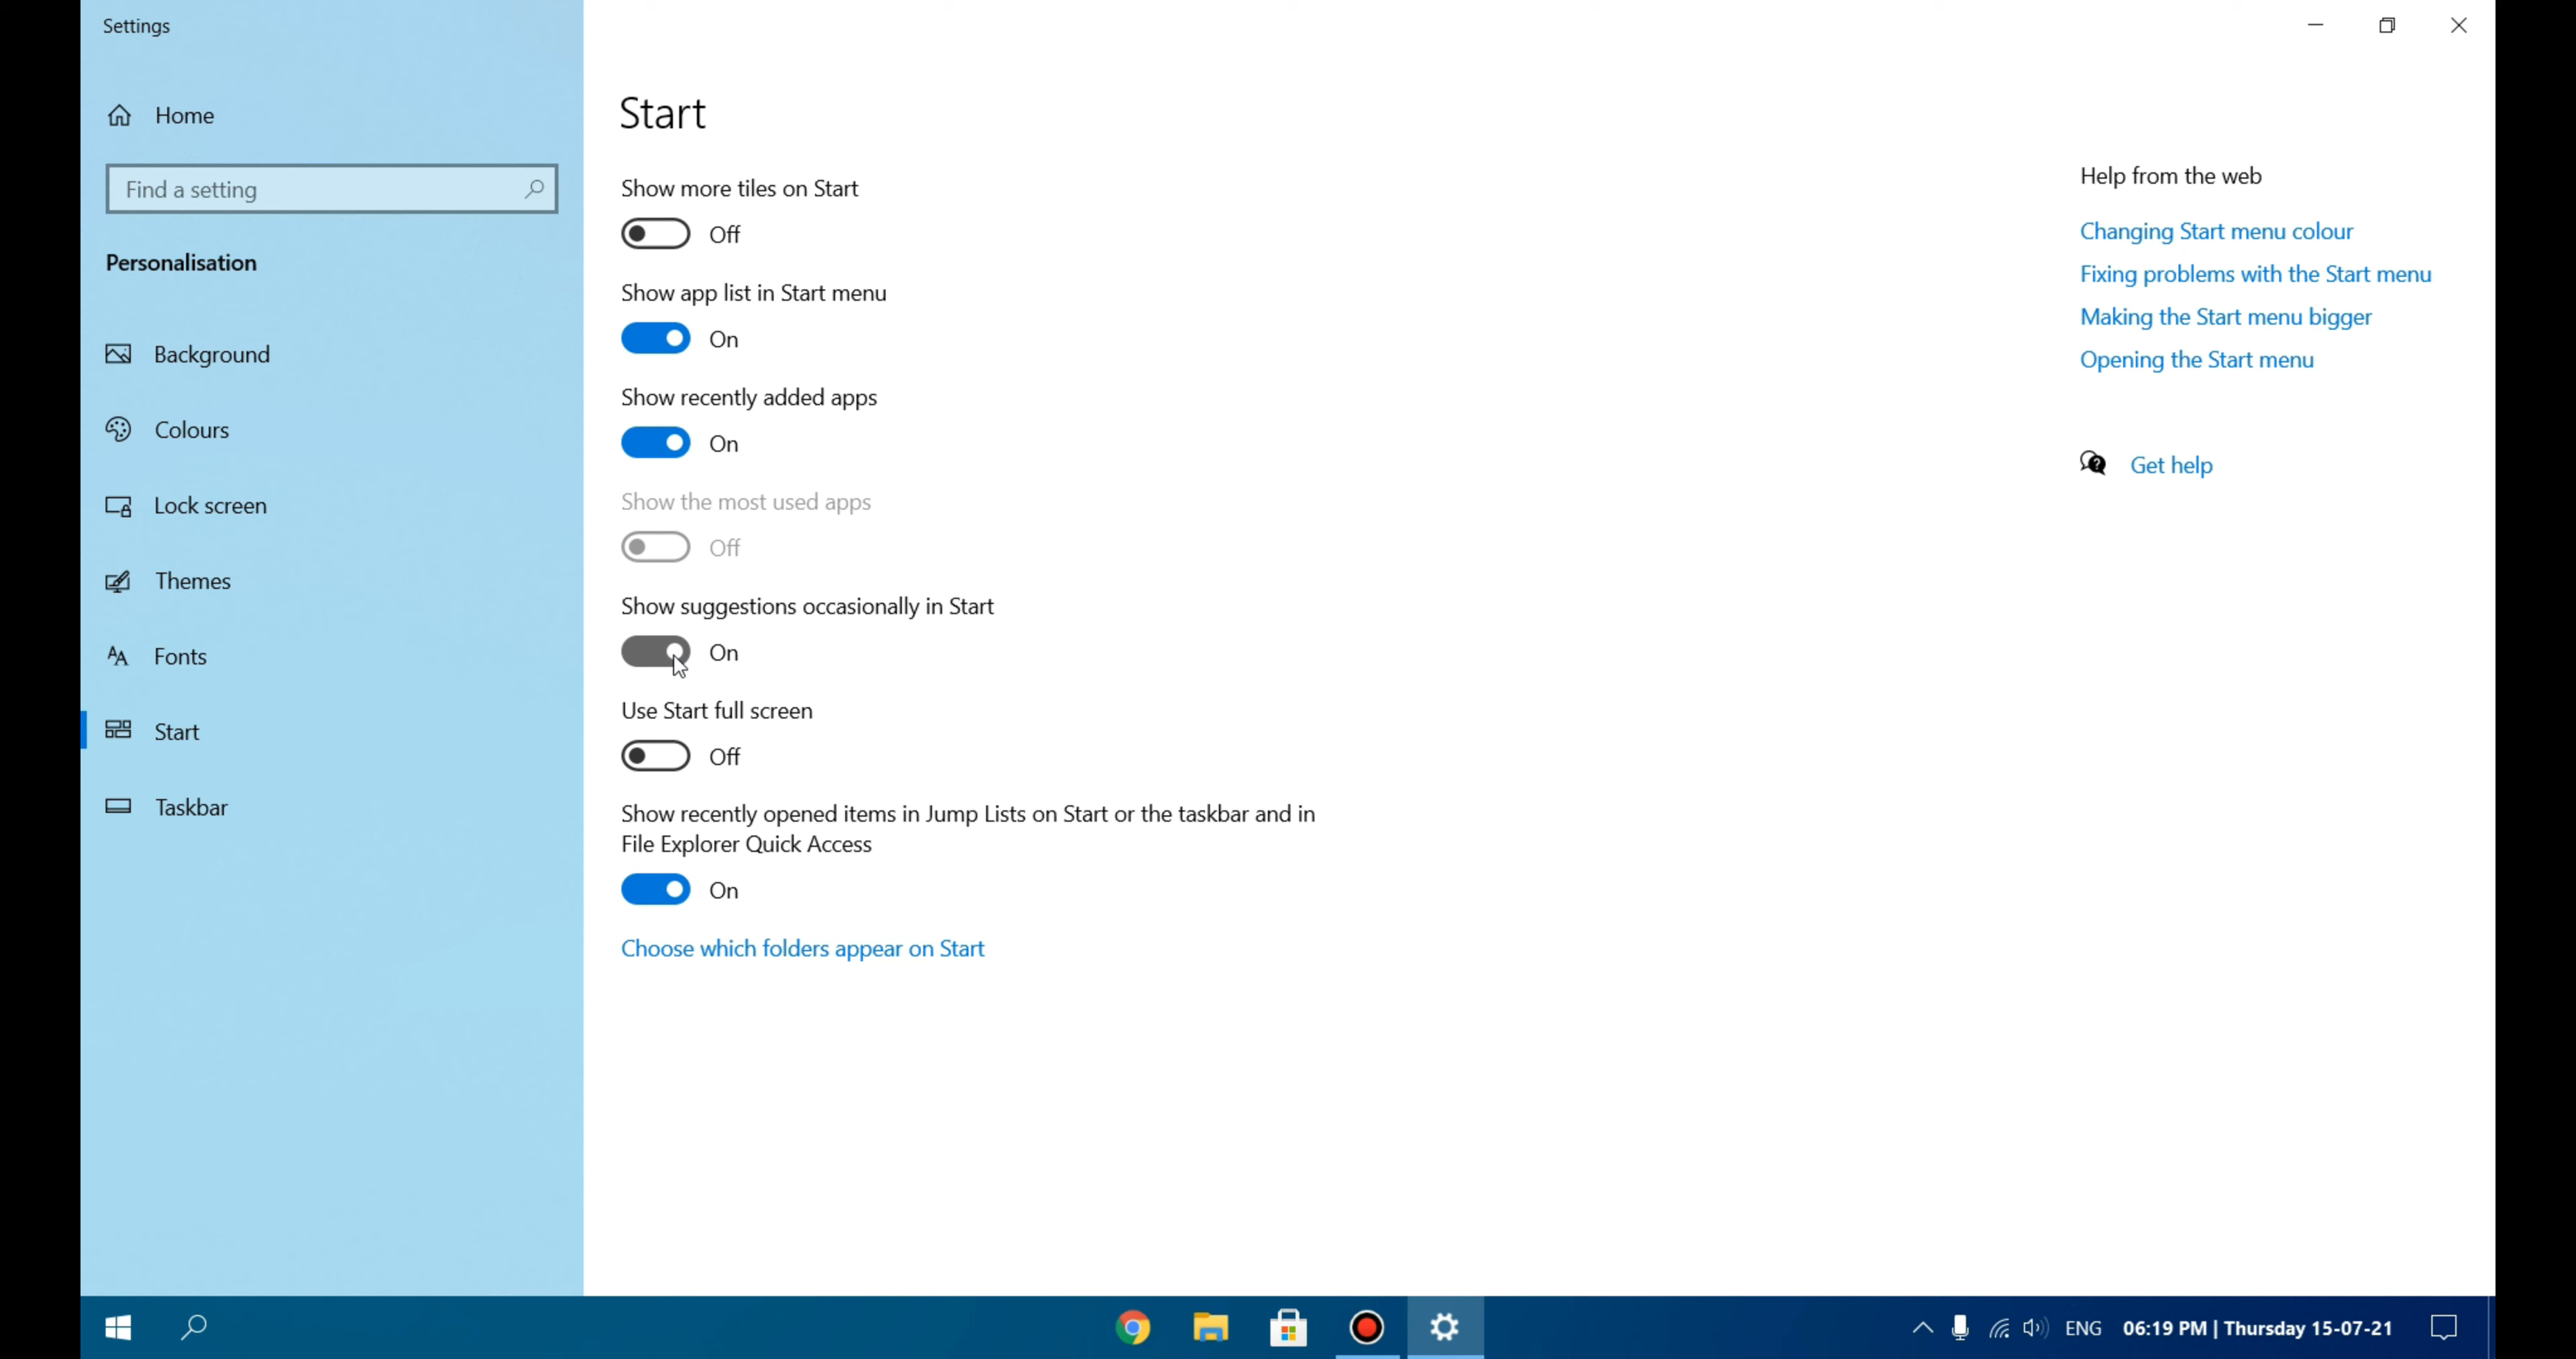 Settings
Home
Find a setting
Personalisation
Background
Colours
Lock screen
Themes
Fonts
Start
Taskbar
Start
Show more tiles on Start
Off
Show app list in Start menu
On
Show recently added apps
On
Show the most used apps
Off
Show suggestions occasionally in Start
On
Use Start full screen
Off
Show recently opened items in Jump Lists on Start or the taskbar and in
File Explorer Quick Access
On
Choose which folders appear on Start
Help from the web
Changing Start menu colour
Fixing problems with the Start menu
Making the Start menu bigger
Opening the Start menu
Get help
ENG 06:19 PM | Thursday 15-07-21